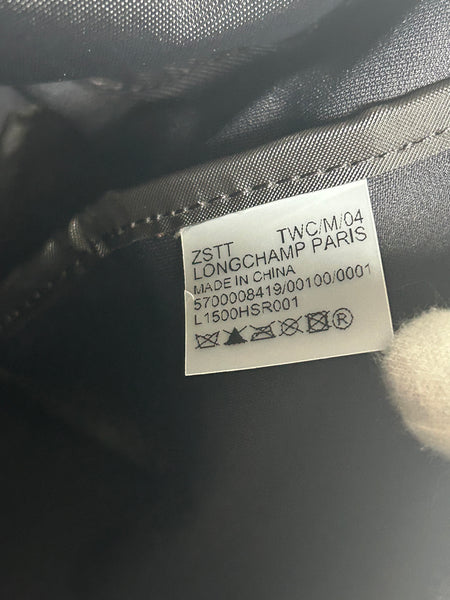 ZSTT TWC/M/04
LONGCHAMP PARIS
MADE IN CHINA
5700008419/00100/0001
L1500HSR001
®